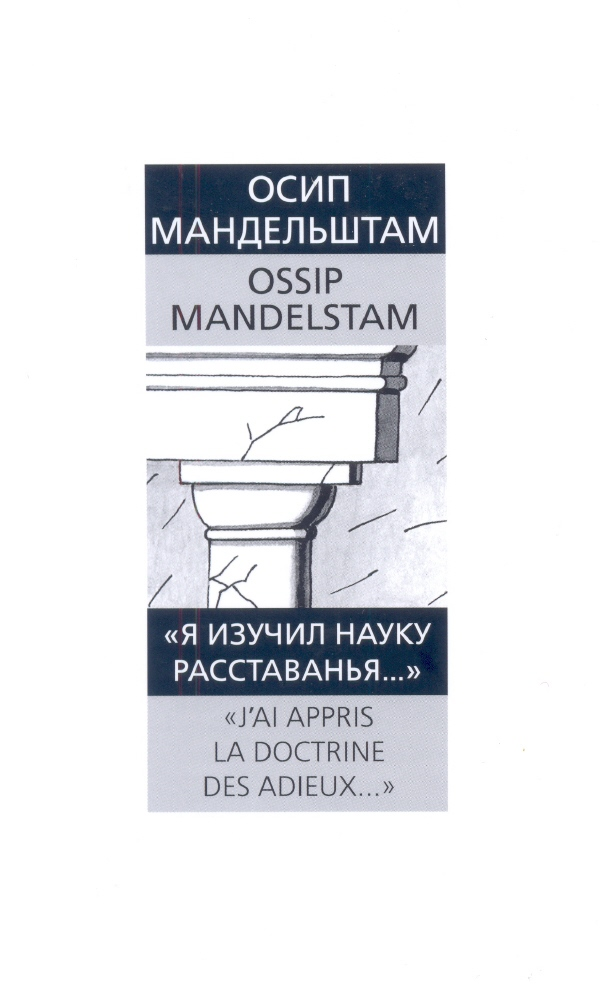 ОСИП
МАНДЕЛЬШТАМ
OSSIP
MANDELSTAM
«Я ИЗУЧИЛ НАУКУ
РАССТАВАНЬЯ...»
«J'AI APPRIS
LA DOCTRINE
DES ADIEUX...»